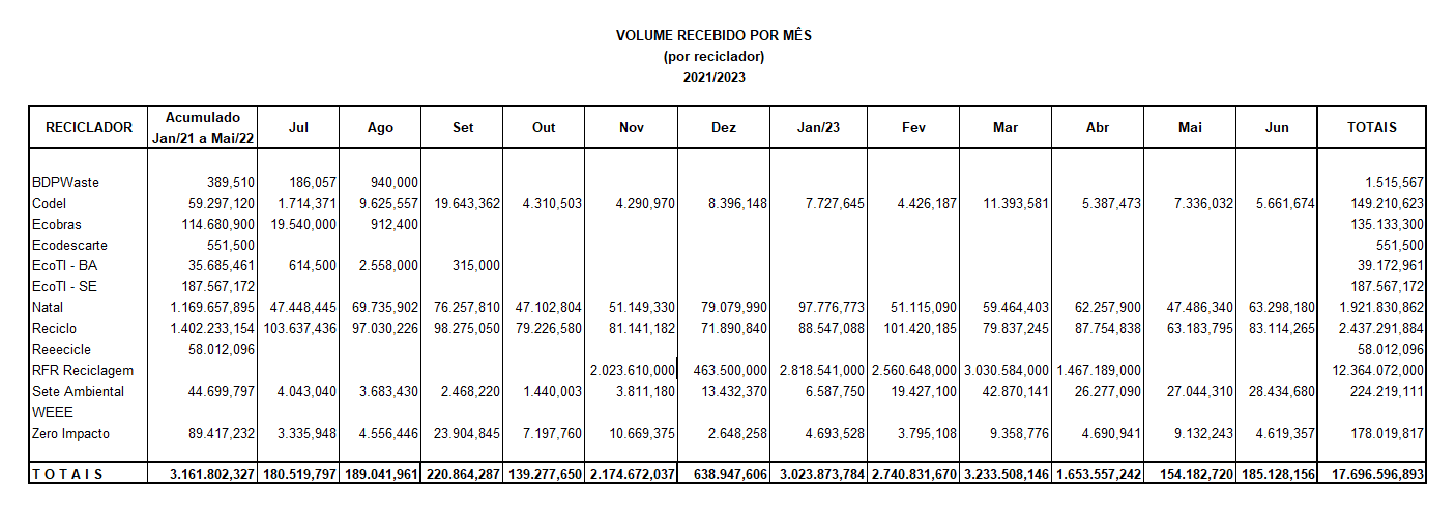 VOLUME RECEBIDO POR MÊS
(por reciclador)
2021/2023
RECICLADOR Acumulado Jan/21 a Mai/22 Jul Ago Set Out Nov Dez Jan/23 Fev Mar Abr Mai Jun TOTAIS
BDPWaste 389,510 186,057 940,000 1.515,567
Codel 59.297,120 1.714,371 9.625,557 19.643,362 4.310,503 4.290,970 8.396,148 7.727,645 4.426,187 11.393,581 5.387,473 7.336,032 5.661,674 149.210,623
Ecobras 114.680,900 19.540,000 912,400 135.133,300
Ecodescarte 551,500 551,500
EcoTI - BA 35.685,461 614,500 2.558,000 315,000 39.172,961
EcoTI - SE 187.567,172 187.567,172
Natal 1.169.657,895 47.448,445 69.735,902 76.257,810 47.102,804 51.149,330 79.079,990 97.776,773 51.115,090 59.464,403 62.257,900 47.486,340 63.298,180 1.921.830,862
Reciclo 1.402.233,154 103.637,436 97.030,226 98.275,050 79.226,580 81.141,182 71.890,840 88.547,088 101.420,185 79.837,245 87.754,838 63.183,795 83.114,265 2.437.291,884
Reeecicle 58.012,096 58.012,096
RFR Reciclagem 2.023.610,000 463.500,000 2.818.541,000 2.560.648,000 3.030.584,000 1.467.189,000 12.364.072,000
Sete Ambiental 44.699,797 4.043,040 3.683,430 2.468,220 1.440,003 3.811,180 13.432,370 6.587,750 19.427,100 42.870,141 26.277,090 27.044,310 28.434,680 224.219,111
WEEE
Zero Impacto 89.417,232 3.335,948 4.556,446 23.904,845 7.197,760 10.669,375 2.648,258 4.693,528 3.795,108 9.358,776 4.690,941 9.132,243 4.619,357 178.019,817
T O T A I S 3.161.802,327 180.519,797 189.041,961 220.864,287 139.277,650 2.174.672,037 638.947,606 3.023.873,784 2.740.831,670 3.233.508,146 1.653.557,242 154.182,720 185.128,156 17.696.596,893